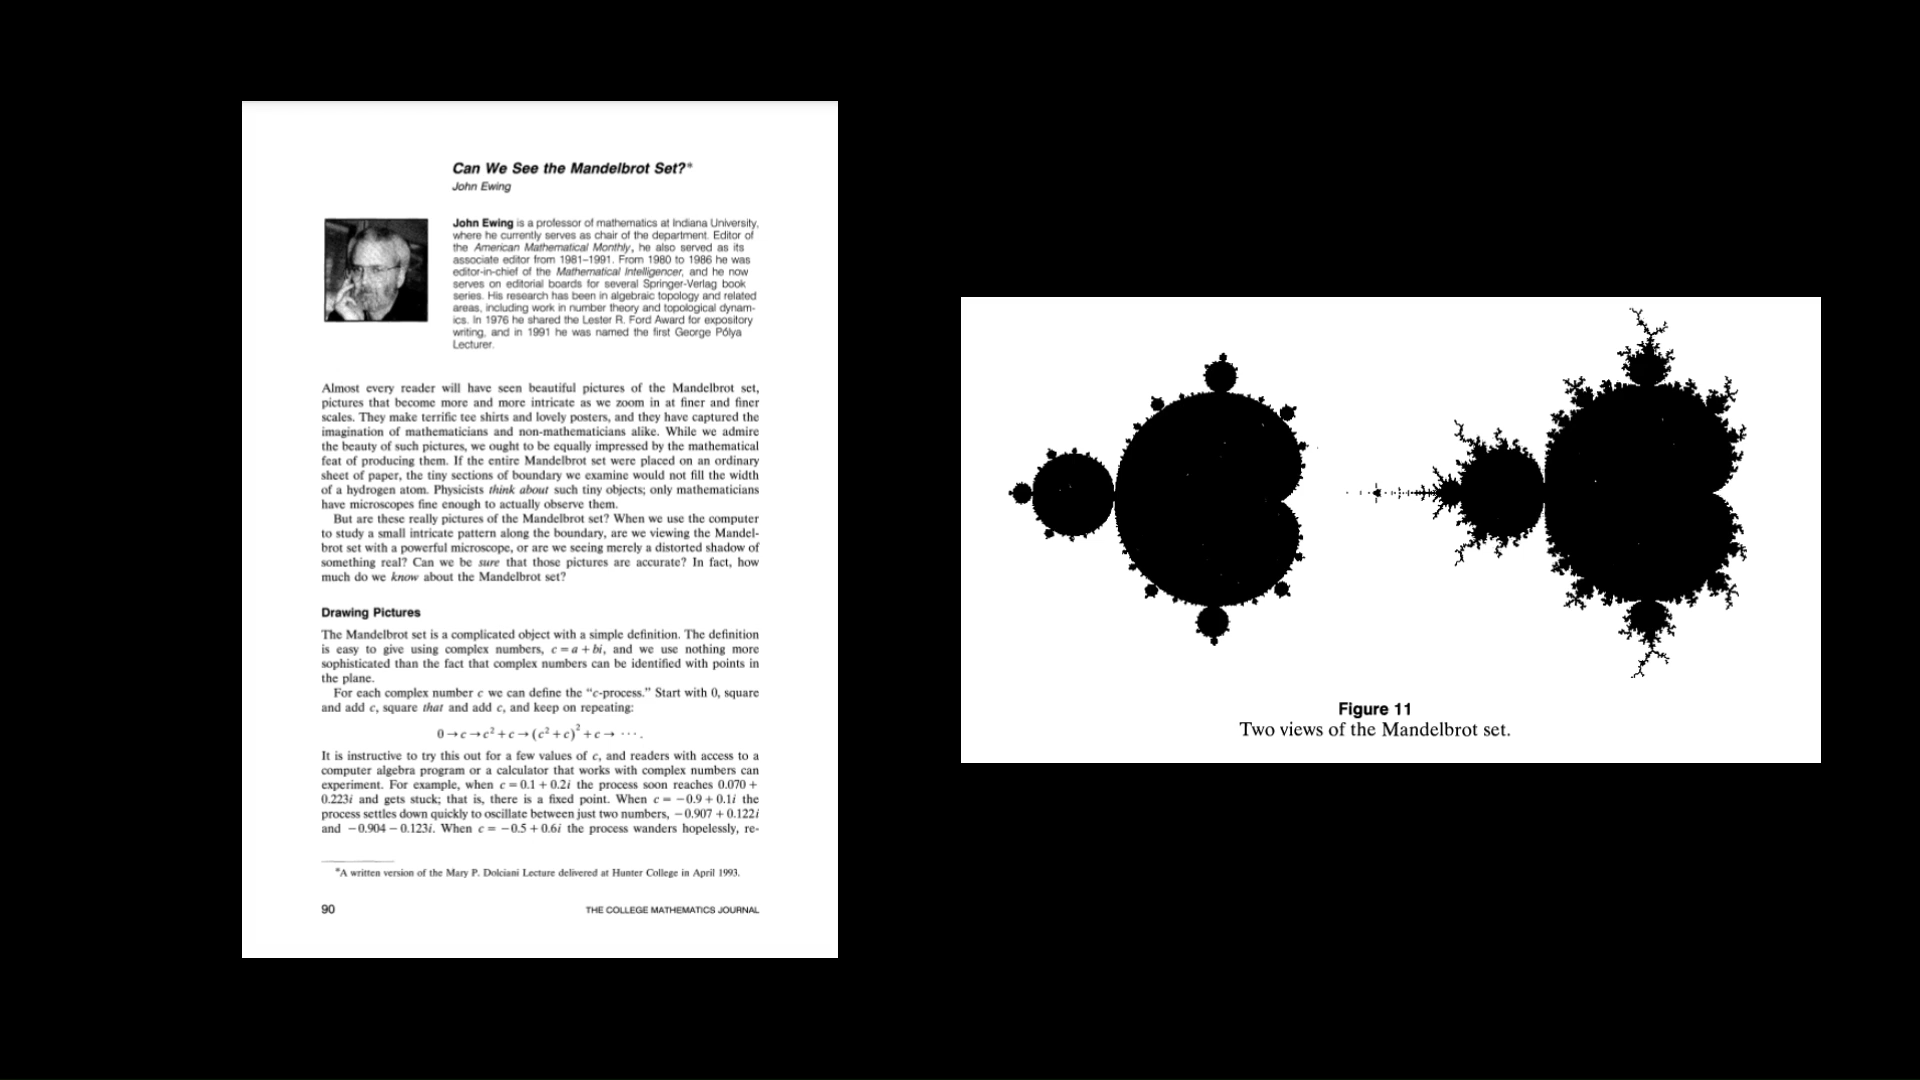 Can We See the Mandelbrot Set?*
John Ewing
John Ewing is a professor of mathematics at Indiana University,
where he currently serves as chair of the department. Editor of
the American Mathematical Monthly, he also served as its
associate editor from 1981–1991. From 1980 to 1986 he was
editor-in-chief of the Mathematical Intelligencer, and he now
serves on editorial boards for several Springer-Verlag book
series. His research has been in algebraic topology and related
areas, including work in number theory and topological dynam-
ics. In 1976 he shared the Lester R. Ford Award for expository
writing, and in 1991 he was named the first George Pólya
Lecturer.
Almost every reader will have seen beautiful pictures of the Mandelbrot set,
pictures that become more and more intricate as we zoom in at finer and finer
scales. They make terrific tee shirts and lovely posters, and they have captured the
imagination of mathematicians and non-mathematicians alike. While we admire
the beauty of such pictures, we ought to be equally impressed by the mathematical
feat of producing them. If the entire Mandelbrot set were placed on an ordinary
sheet of paper, the tiny sections of boundary we examine would not fill the width
of a hydrogen atom. Physicists think about such tiny objects; only mathematicians
have microscopes fine enough to actually observe them.
But are these really pictures of the Mandelbrot set? When we use the computer
to study a small intricate pattern along the boundary, are we viewing the Mandel-
brot set with a powerful microscope, or are we seeing merely a distorted shadow of
something real? Can we be sure that those pictures are accurate? In fact, how
much do we know about the Mandelbrot set?
Drawing Pictures
The Mandelbrot set is a complicated object with a simple definition. The definition
is easy to give using complex numbers, c = a + bi, and we use nothing more
sophisticated than the fact that complex numbers can be identified with points in
the plane.
For each complex number c we can define the “c-process.” Start with 0, square
and add c, square that and add c, and keep on repeating:
0 → c → c² + c → (c² + c)² + c → ⋯.
It is instructive to try this out for a few values of c, and readers with access to a
computer algebra program or a calculator that works with complex numbers can
experiment. For example, when c = 0.1 + 0.2i the process soon reaches 0.070 +
0.223i and gets stuck; that is, there is a fixed point. When c = −0.9 + 0.1i the
process settles down quickly to oscillate between just two numbers, −0.907 + 0.122i
and −0.904 − 0.123i. When c = −0.5 + 0.6i the process wanders hopelessly, re-
*A written version of the Mary P. Dolciani Lecture delivered at Hunter College in April 1993.
90 THE COLLEGE MATHEMATICS JOURNAL
Figure 11
Two views of the Mandelbrot set.